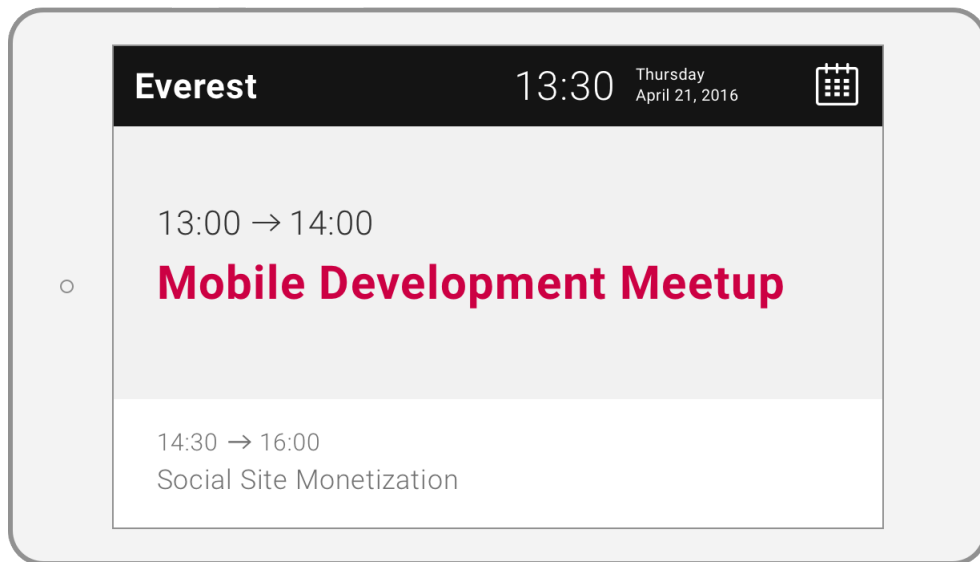 Everest
13:30
Thursday
April 21, 2016
13:00 → 14:00
Mobile Development Meetup
14:30 → 16:00
Social Site Monetization